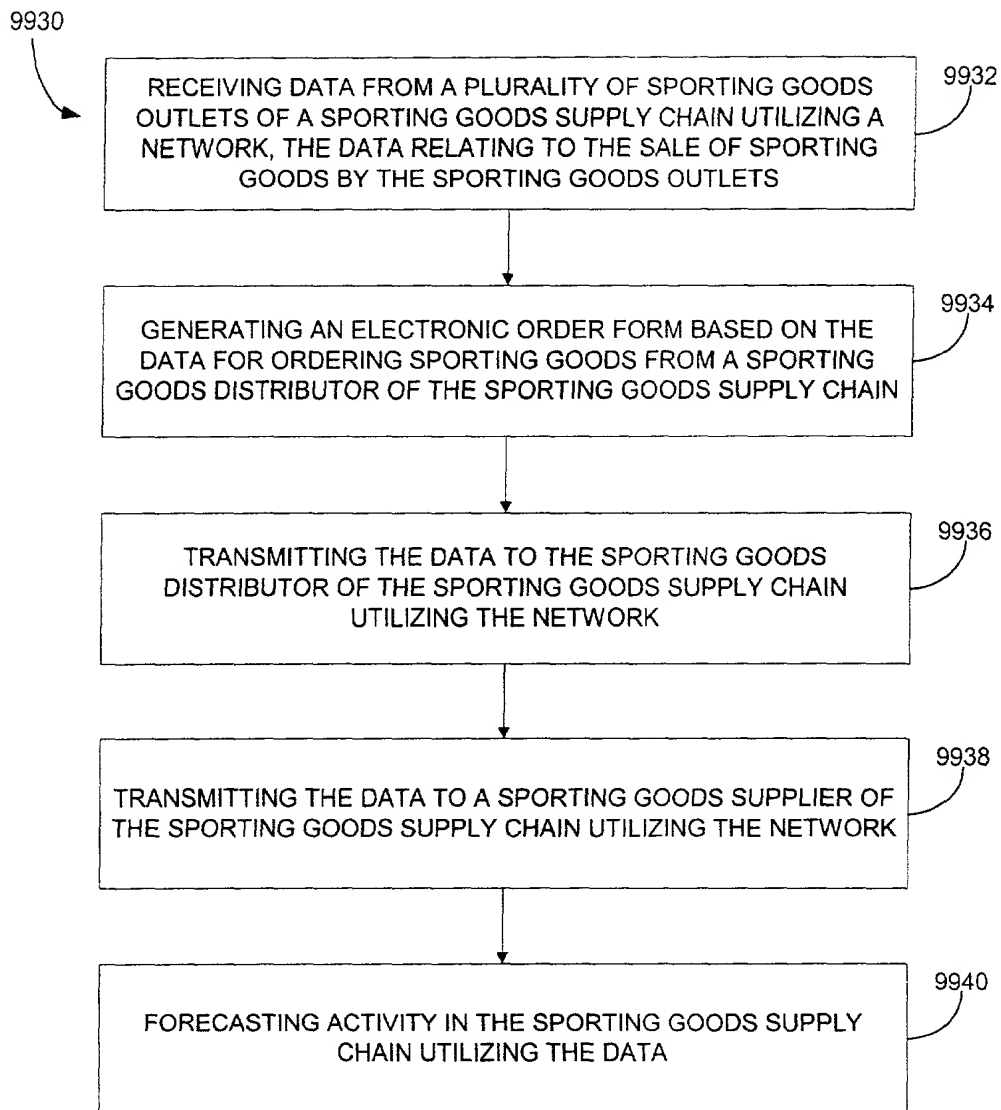 9930
9932
RECEIVING DATA FROM A PLURALITY OF SPORTING GOODS
OUTLETS OF A SPORTING GOODS SUPPLY CHAIN UTILIZING A
NETWORK, THE DATA RELATING TO THE SALE OF SPORTING
GOODS BY THE SPORTING GOODS OUTLETS
9934
GENERATING AN ELECTRONIC ORDER FORM BASED ON THE
DATA FOR ORDERING SPORTING GOODS FROM A SPORTING
GOODS DISTRIBUTOR OF THE SPORTING GOODS SUPPLY CHAIN
9936
TRANSMITTING THE DATA TO THE SPORTING GOODS
DISTRIBUTOR OF THE SPORTING GOODS SUPPLY CHAIN
UTILIZING THE NETWORK
9938
TRANSMITTING THE DATA TO A SPORTING GOODS SUPPLIER OF
THE SPORTING GOODS SUPPLY CHAIN UTILIZING THE NETWORK
9940
FORECASTING ACTIVITY IN THE SPORTING GOODS SUPPLY
CHAIN UTILIZING THE DATA